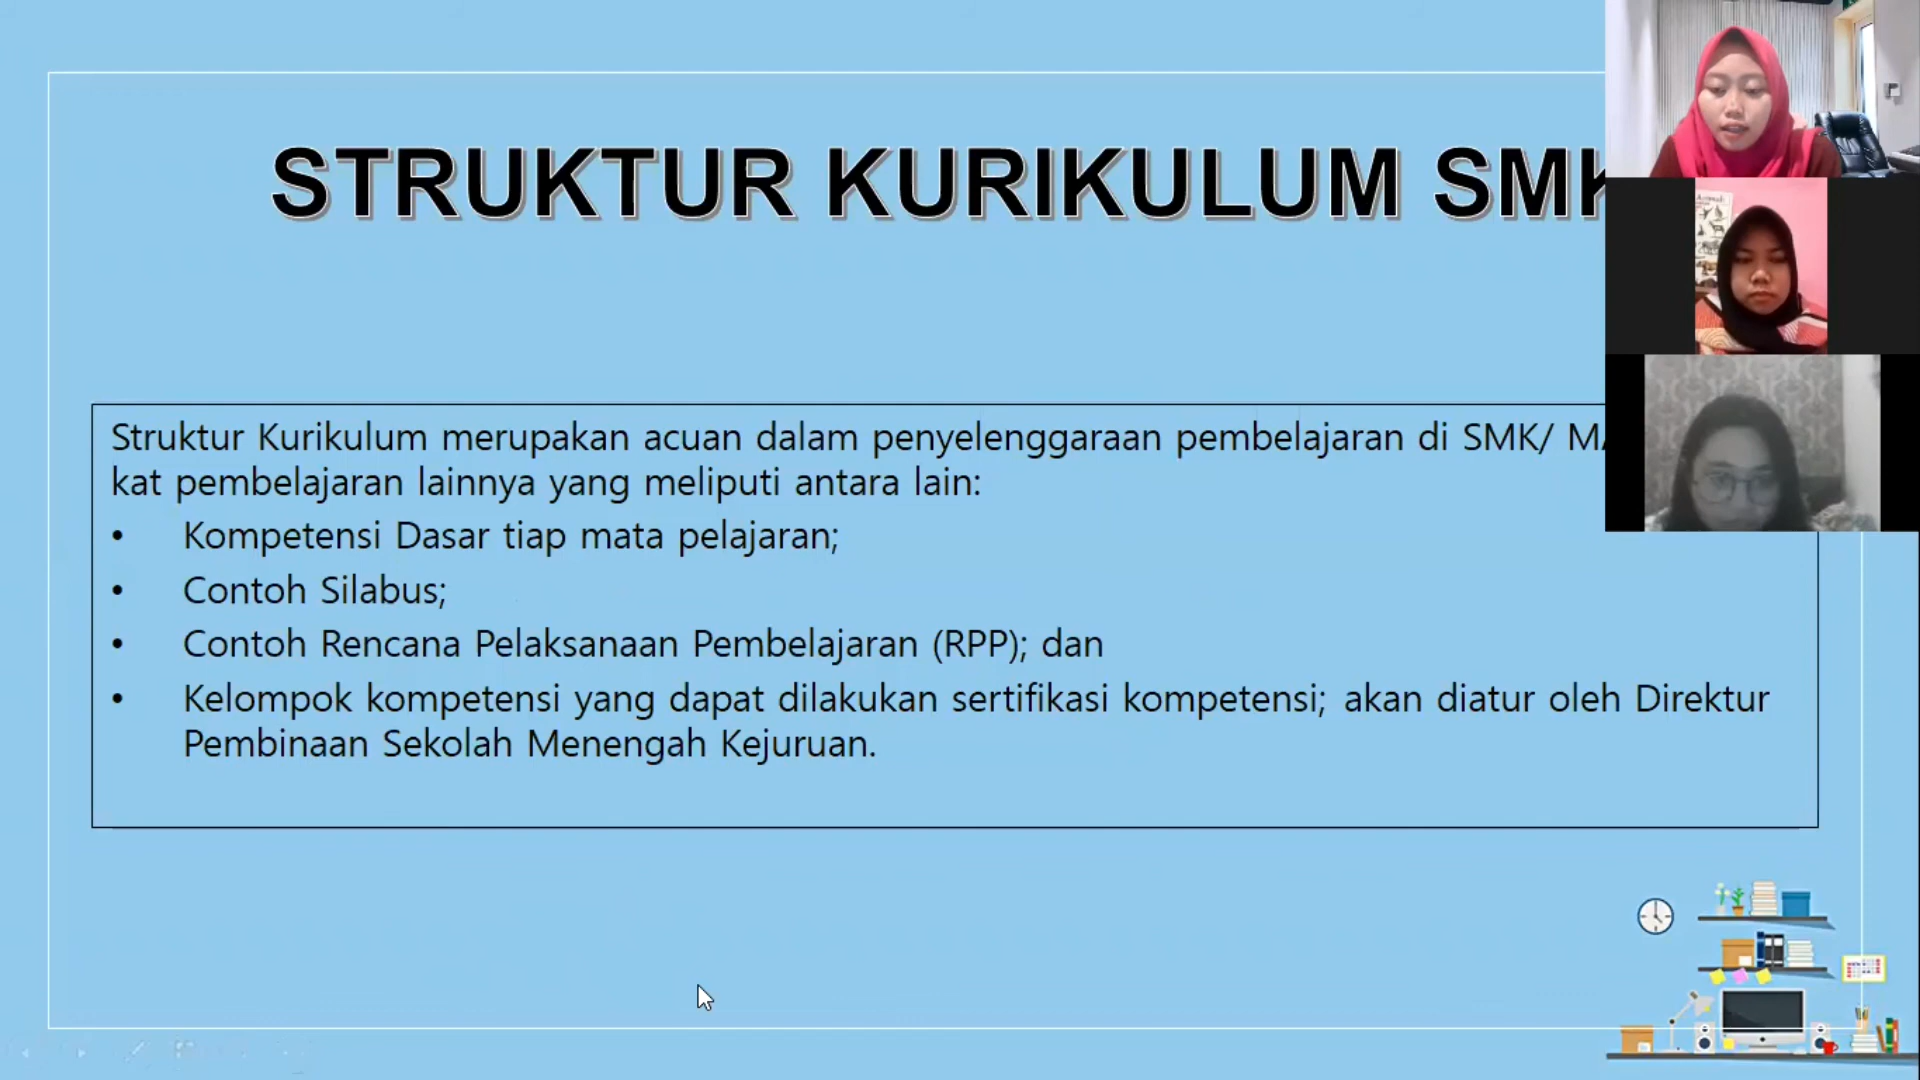 STRUKTUR KURIKULUM SMK
Struktur Kurikulum merupakan acuan dalam penyelenggaraan pembelajaran di SMK/
kat pembelajaran lainnya yang meliputi antara lain:
• Kompetensi Dasar tiap mata pelajaran;
• Contoh Silabus;
• Contoh Rencana Pelaksanaan Pembelajaran (RPP); dan
• Kelompok kompetensi yang dapat dilakukan sertifikasi kompetensi; akan diatur oleh Direktur
Pembinaan Sekolah Menengah Kejuruan.